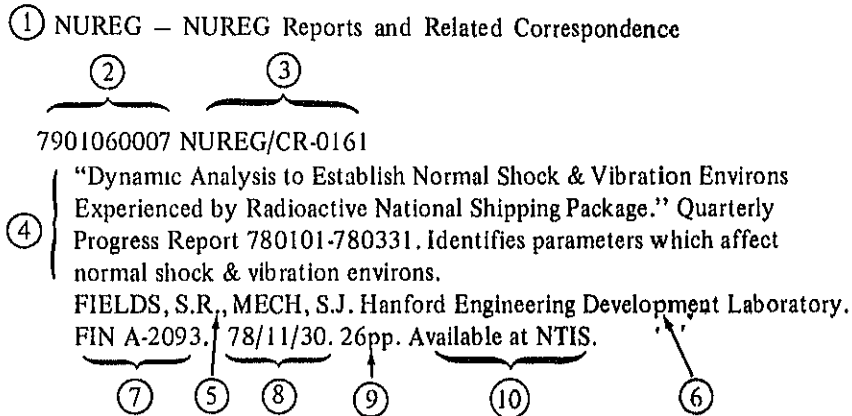 ① NUREG – NUREG Reports and Related Correspondence
② ③
7901060007 NUREG/CR-0161
"Dynamic Analysis to Establish Normal Shock & Vibration Environs
Experienced by Radioactive National Shipping Package." Quarterly
④ Progress Report 780101-780331. Identifies parameters which affect
normal shock & vibration environs.
FIELDS, S.R., MECH, S.J. Hanford Engineering Development Laboratory.
FIN A-2093. 78/11/30. 26pp. Available at NTIS.
⑦ ⑤ ⑧ ⑨ ⑩ ⑥